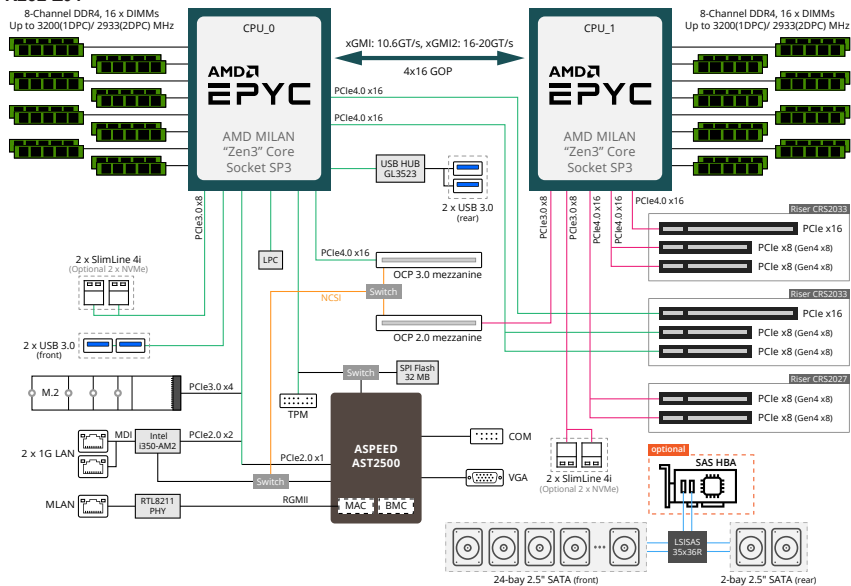 8-Channel DDR4, 16 x DIMMs
Up to 3200(1DPC)/ 2933(2DPC) MHz
CPU_0
AMD
EPYC
AMD MILAN
"Zen3" Core
Socket SP3
xGMI: 10.6GT/s, xGMI2: 16-20GT/s
4x16 GOP
CPU_1
AMD
EPYC
AMD MILAN
"Zen3" Core
Socket SP3
8-Channel DDR4, 16 x DIMMs
Up to 3200(1DPC)/ 2933(2DPC) MHz
PCIe4.0 x16
PCIe4.0 x16
USB HUB
GL3523
2 x USB 3.0
(rear)
PCIe3.0 x8
LPC
PCIe4.0 x16
OCP 3.0 mezzanine
Switch
NCSI
OCP 2.0 mezzanine
PCIe3.0 x8
PCIe3.0 x8
PCIe4.0 x16
PCIe4.0 x16
PCIe4.0 x16
Riser CRS2033
PCIe x16
PCIe x8 (Gen4 x8)
PCIe x8 (Gen4 x8)
Riser CRS2033
PCIe x16
PCIe x8 (Gen4 x8)
PCIe x8 (Gen4 x8)
Riser CRS2027
PCIe x8 (Gen4 x8)
PCIe x8 (Gen4 x8)
2 x SlimLine 4i
(Optional 2 x NVMe)
2 x USB 3.0
(front)
M.2
PCIe3.0 x4
TPM
Switch
SPI Flash
32 MB
2 x 1G LAN
MDI
Intel
i350-AM2
PCIe2.0 x2
PCIe2.0 x1
Switch
MLAN
RTL8211
PHY
RGMII
ASPEED
AST2500
MAC
BMC
COM
VGA
2 x SlimLine 4i
(Optional 2 x NVMe)
optional
SAS HBA
LSISAS
35x36R
24-bay 2.5" SATA (front)
2-bay 2.5" SATA (rear)